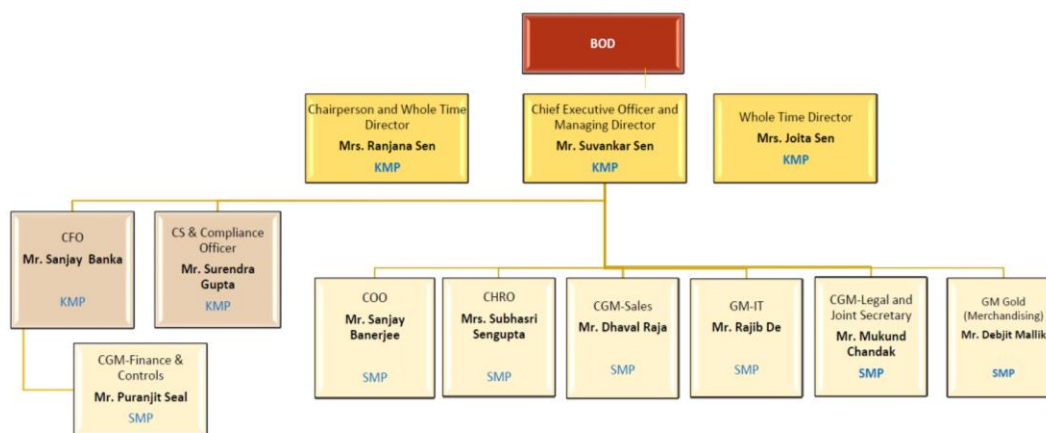 BOD
Chairperson and Whole Time
Director
Mrs. Ranjana Sen
KMP
Chief Executive Officer and
Managing Director
Mr. Suvankar Sen
KMP
Whole Time Director
Mrs. Joita Sen
KMP
CFO
Mr. Sanjay Banka
KMP
CS & Compliance
Officer
Mr. Surendra
Gupta
KMP
CGM-Finance &
Controls
Mr. Puranjit Seal
SMP
COO
Mr. Sanjay
Banerjee
SMP
CHRO
Mrs. Subhasri
Sengupta
SMP
CGM-Sales
Mr. Dhaval Raja
SMP
GM-IT
Mr. Rajib De
SMP
CGM-Legal and
Joint Secretary
Mr. Mukund
Chandak
SMP
GM Gold
(Merchandising)
Mr. Debjit Mallik
SMP